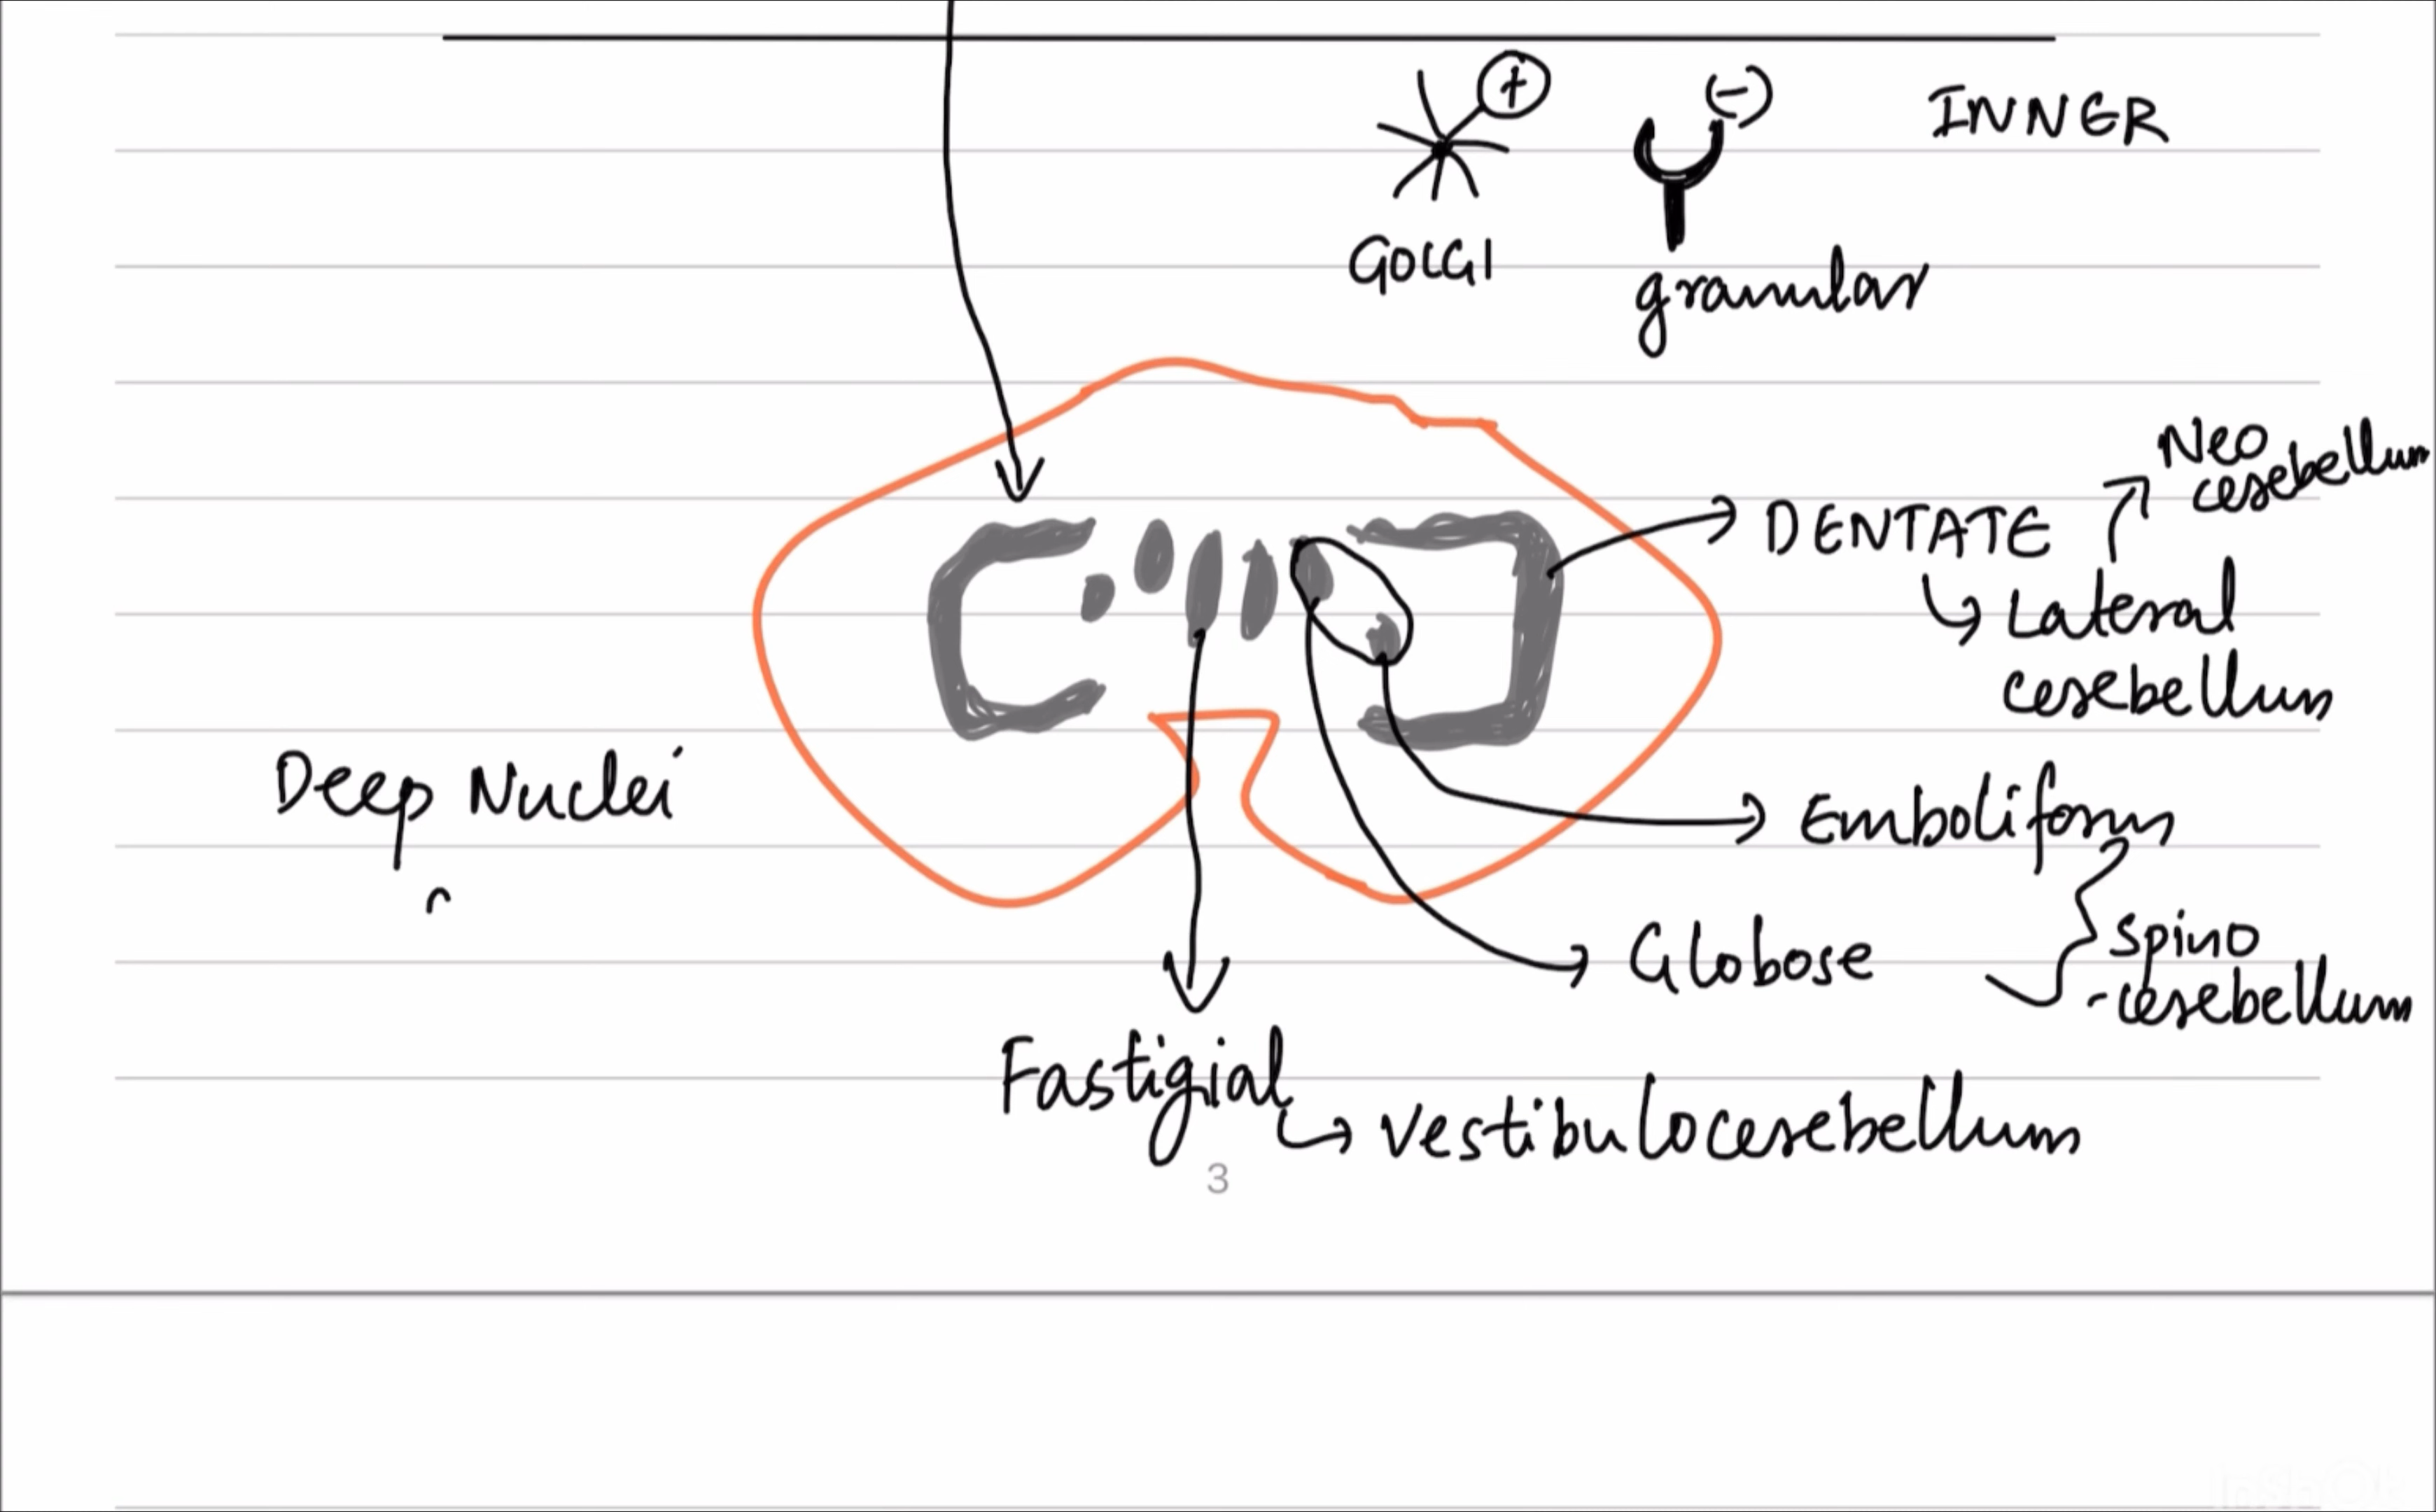 +
(-)
INNER
GOLGI
granular
Neo
cerebellum
DENTATE
Lateral
cerebellum
Deep Nuclei
Emboliform
Globose
spino
-cerebellum
Fastigial
vestibulocerebellum
3